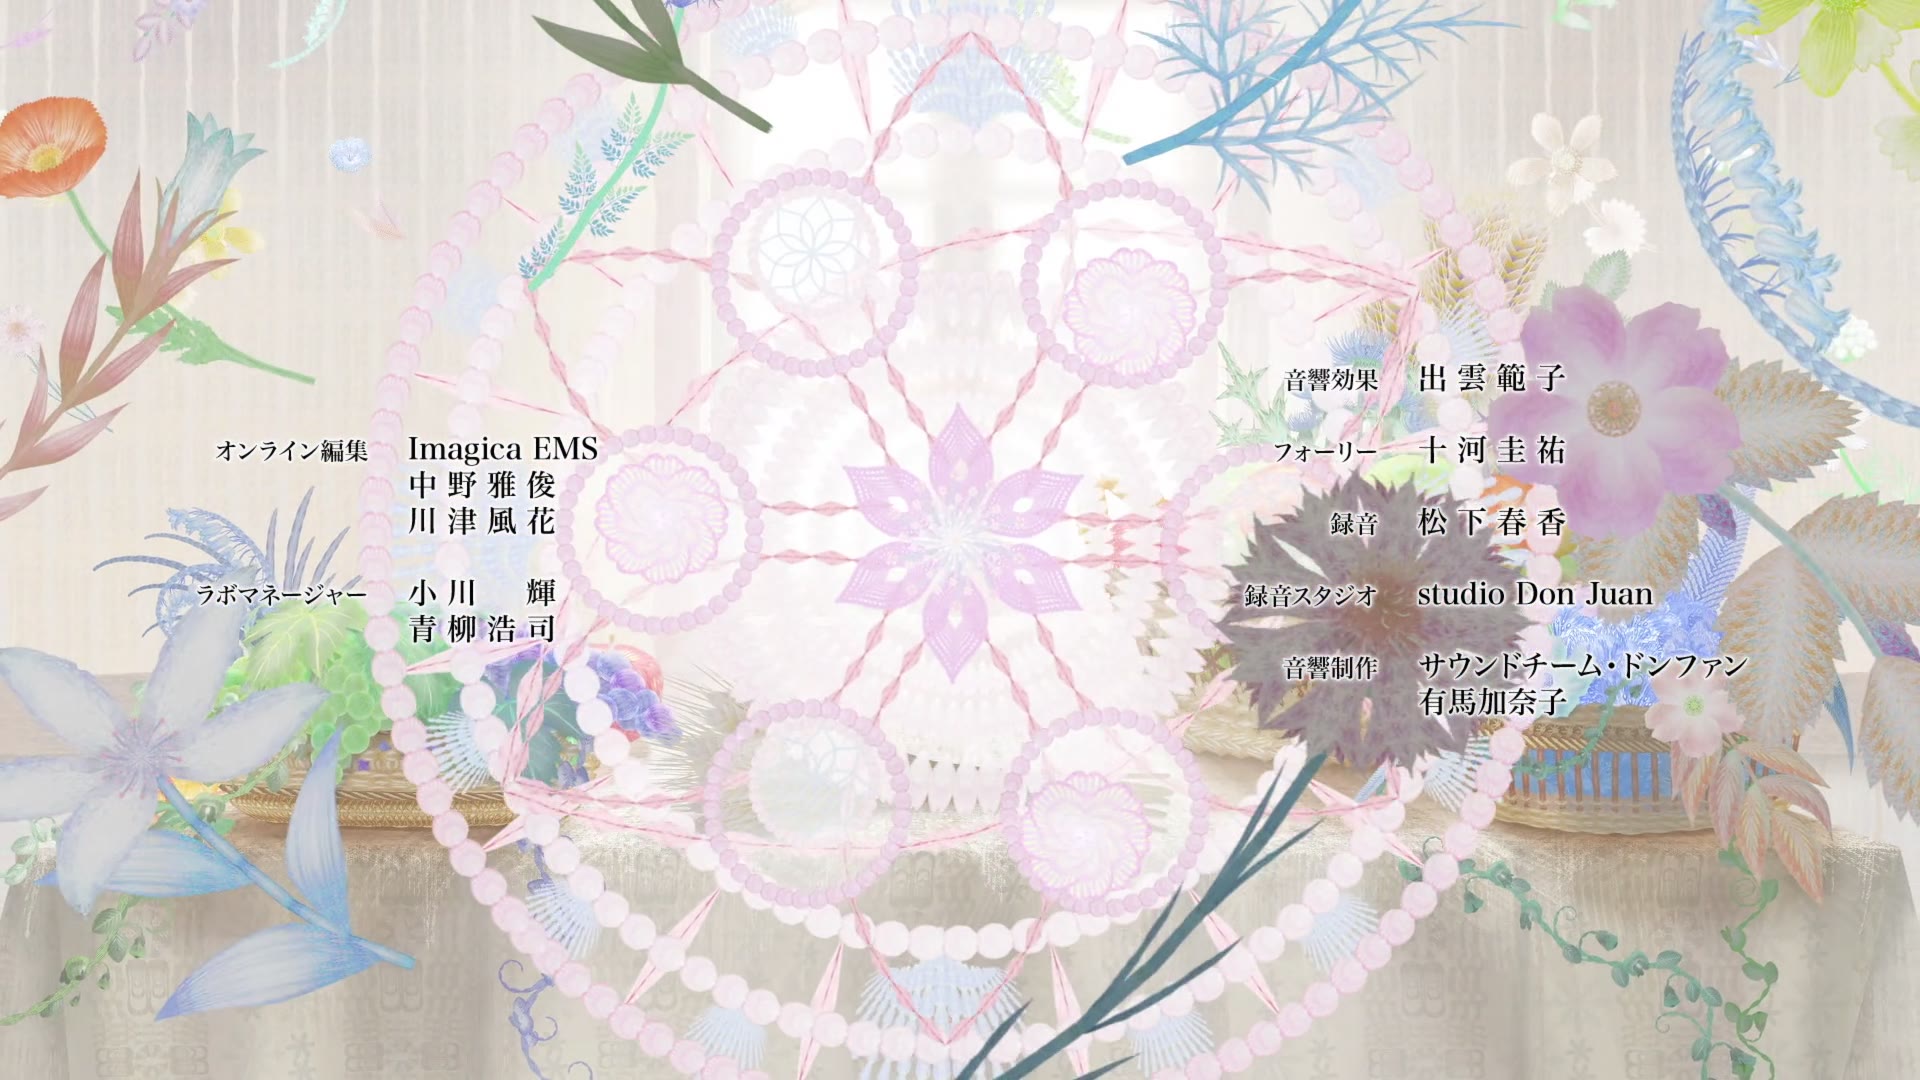 オンライン編集 Imagica EMS
中野雅俊
川津風花
ラボマネージャー 小川 輝
青柳浩司
音響効果 出雲範子
フォーリー 十河圭祐
録音 松下春香
録音スタジオ studio Don Juan
音響制作 サウンドチーム・ドンファン
有馬加奈子